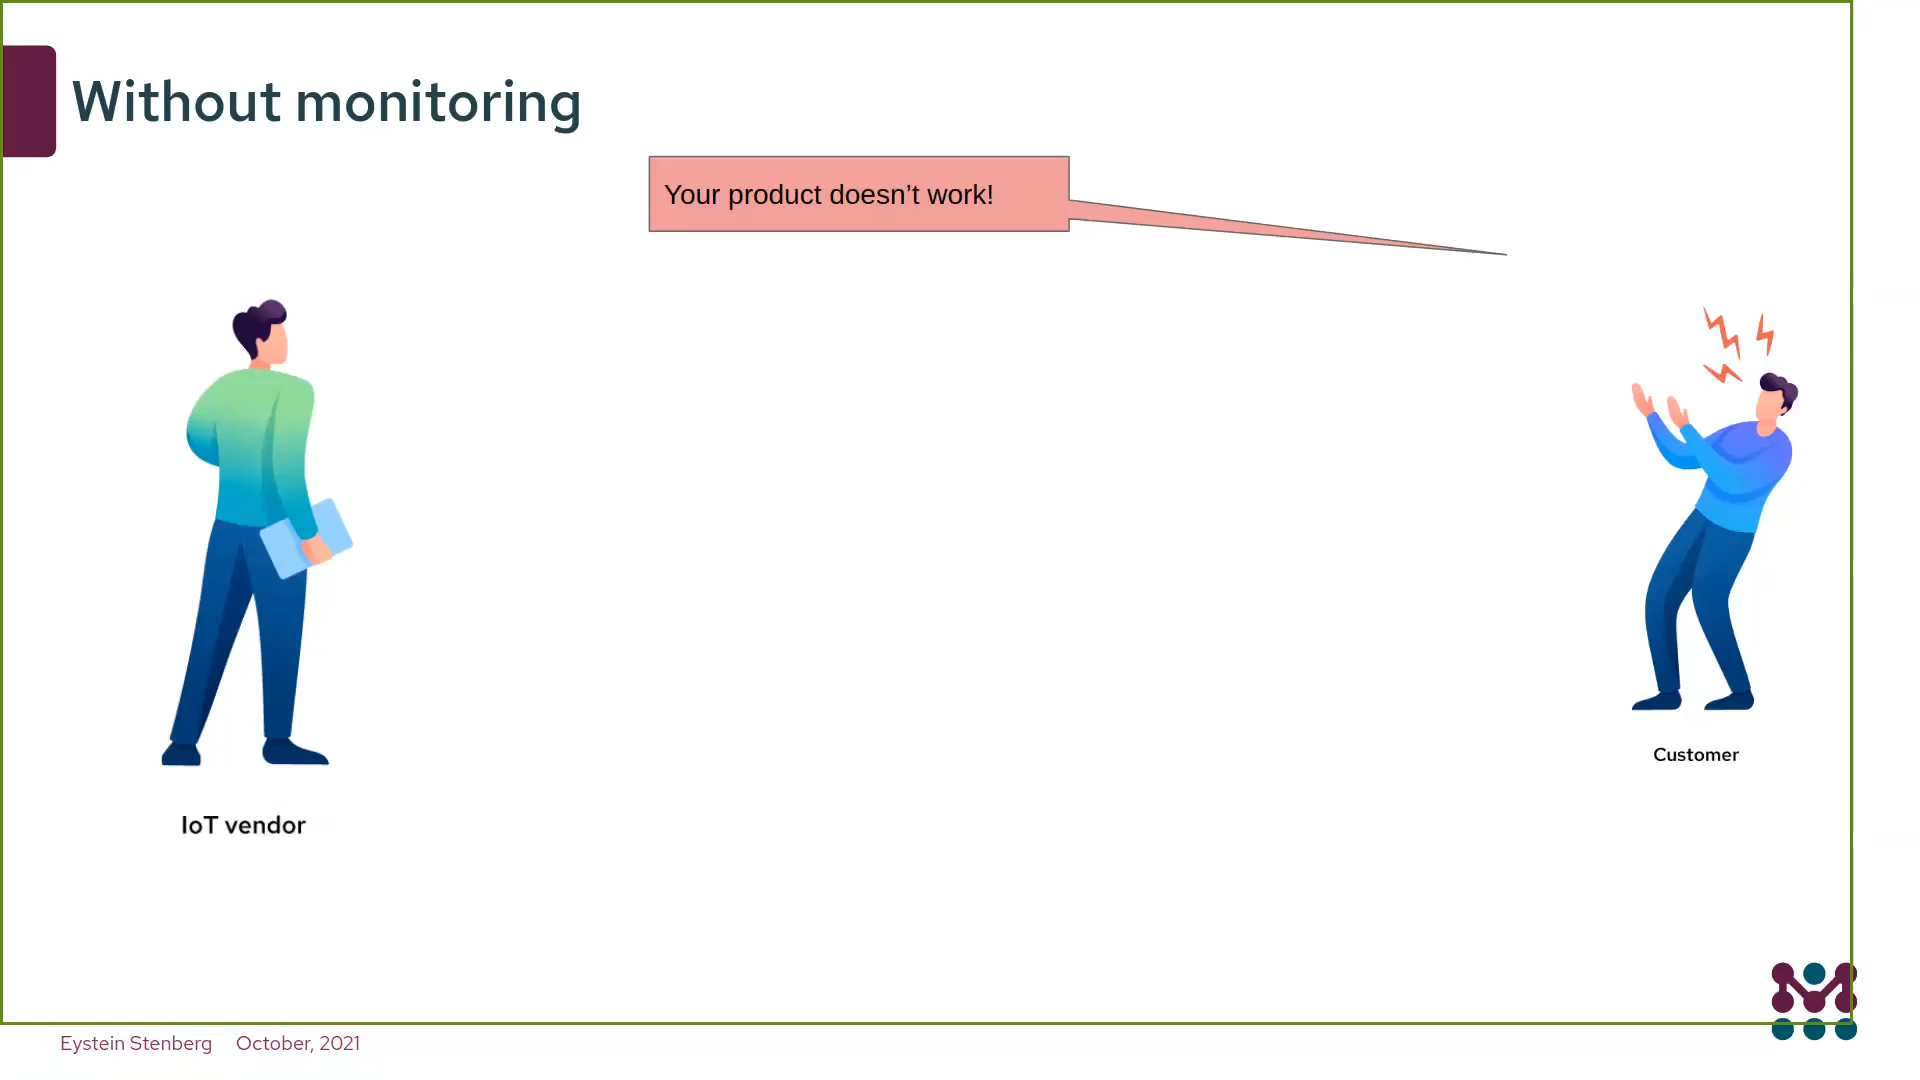 Without monitoring
Your product doesn’t work!
Customer
IoT vendor
Eystein Stenberg October, 2021